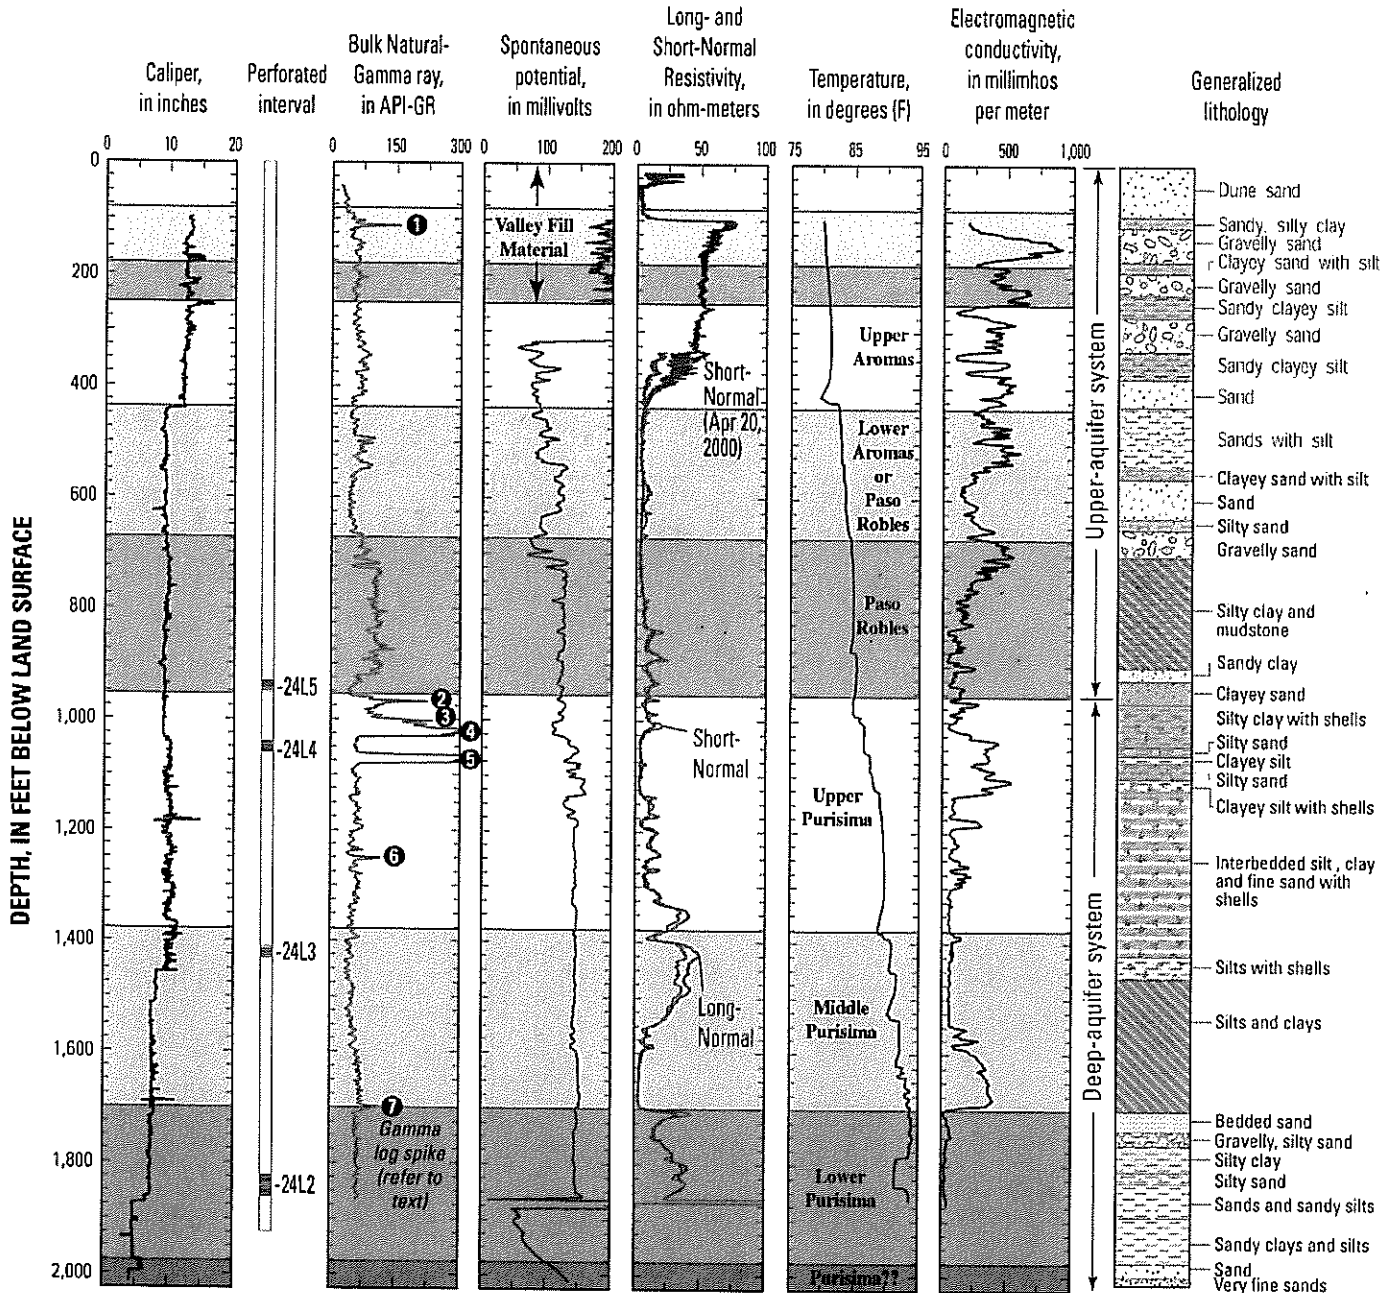 Caliper,
in inches
Perforated
interval
Bulk Natural-
Gamma ray,
in API-GR
Spontaneous
potential,
in millivolts
Long- and
Short-Normal
Resistivity,
in ohm-meters
Temperature,
in degrees (F)
Electromagnetic
conductivity,
in millimhos
per meter
Generalized
lithology
0 10 20
0 100 300
0 100 200
0 50 100
75 85 95
0 500 1,000
DEPTH, IN FEET BELOW LAND SURFACE
0
200
400
600
800
1,000
1,200
1,400
1,600
1,800
2,000
-24L5
-24L4
-24L3
-24L2
1
2
3
4
5
6
7
Gamma
log spike
(refer to
text)
Valley Fill
Material
Short-
Normal
(Apr 20,
2000)
Short-
Normal
Long-
Normal
Upper
Aromas
Lower
Aromas
or
Paso
Robles
Paso
Robles
Upper
Purisima
Middle
Purisima
Lower
Purisima
Purisima??
Upper-aquifer system
Deep-aquifer system
Dune sand
Sandy, silly clay
Gravelly sand
Clayey sand with silt
Gravelly sand
Sandy clayey silt
Gravelly sand
Sandy clayey silt
Sand
Sands with silt
Clayey sand with silt
Sand
Silty sand
Gravelly sand
Silty clay and
mudstone
Sandy clay
Clayey sand
Silty clay with shells
Silty sand
Clayey silt
Silty sand
Clayey silt with shells
Interbedded silt, clay
and fine sand with
shells
Silts with shells
Silts and clays
Bedded sand
Gravelly, silty sand
Silty clay
Silty sand
Sands and sandy silts
Sandy clays and silts
Sand
Very fine sands